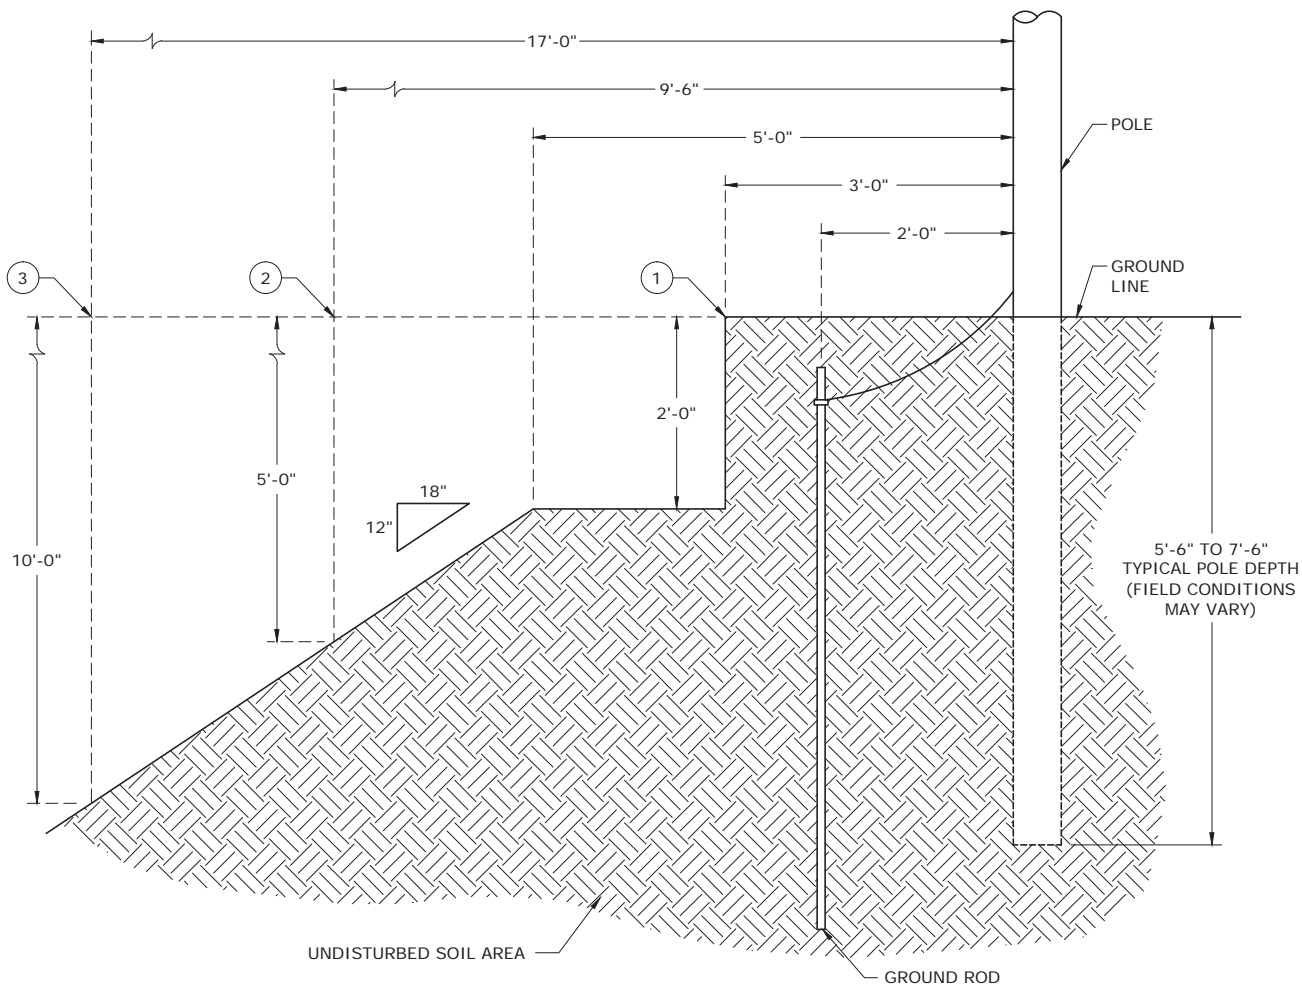 17'-0"
9'-6"
5'-0"
POLE
3'-0"
2'-0"
3
2
1
GROUND
LINE
2'-0"
5'-0"
18"
12"
10'-0"
5'-6" TO 7'-6"
TYPICAL POLE DEPTH
(FIELD CONDITIONS
MAY VARY)
UNDISTURBED SOIL AREA
GROUND ROD